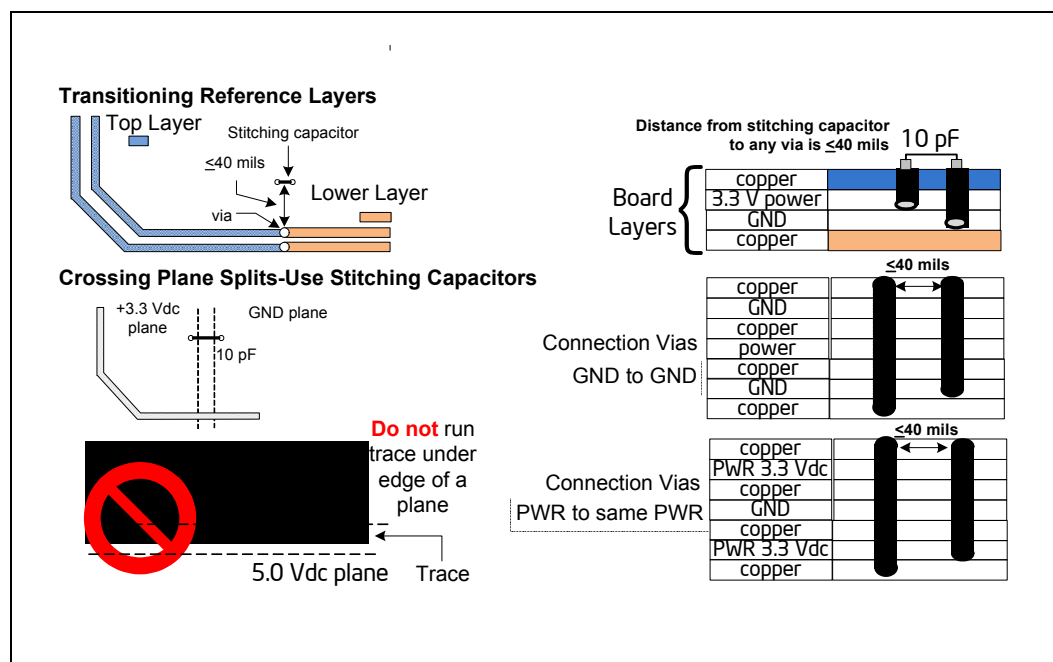 Transitioning Reference Layers
Top Layer
Stitching capacitor
≤40 mils
Lower Layer
via
Crossing Plane Splits-Use Stitching Capacitors
+3.3 Vdc
plane
GND plane
10 pF
Do not run
trace under
edge of a
plane
5.0 Vdc plane
Trace
Distance from stitching capacitor
to any via is ≤40 mils
10 pF
Board
Layers
copper
3.3 V power
GND
copper
≤40 mils
Connection Vias
GND to GND
copper
GND
copper
power
copper
GND
copper
≤40 mils
Connection Vias
PWR to same PWR
copper
PWR 3.3 Vdc
copper
GND
copper
PWR 3.3 Vdc
copper